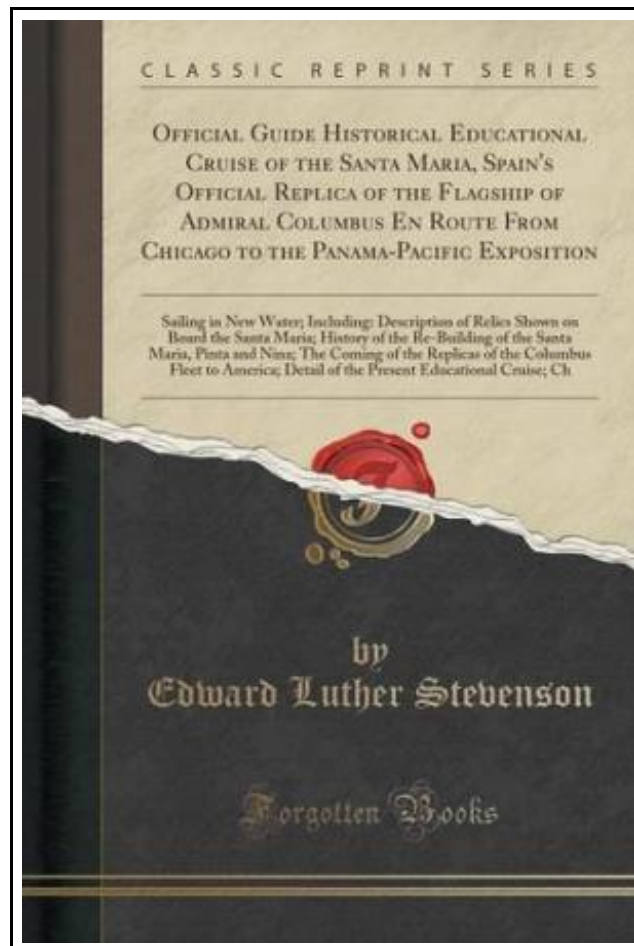 CLASSIC REPRINT SERIES
OFFICIAL GUIDE HISTORICAL EDUCATIONAL
CRUISE OF THE SANTA MARIA, SPAIN'S
OFFICIAL REPLICA OF THE FLAGSHIP OF
ADMIRAL COLUMBUS EN ROUTE FROM
CHICAGO TO THE PANAMA-PACIFIC EXPOSITION
Sailing in New Water; Including: Description of Relics Shown on
Board the Santa Maria; History of the Re-Building of the Santa
Maria, Pinta and Nina; The Coming of the Replicas of the Columbus
Fleet to America; Detail of the Present Educational Cruise; Ch
by
Edward Luther Stevenson
Forgotten Books